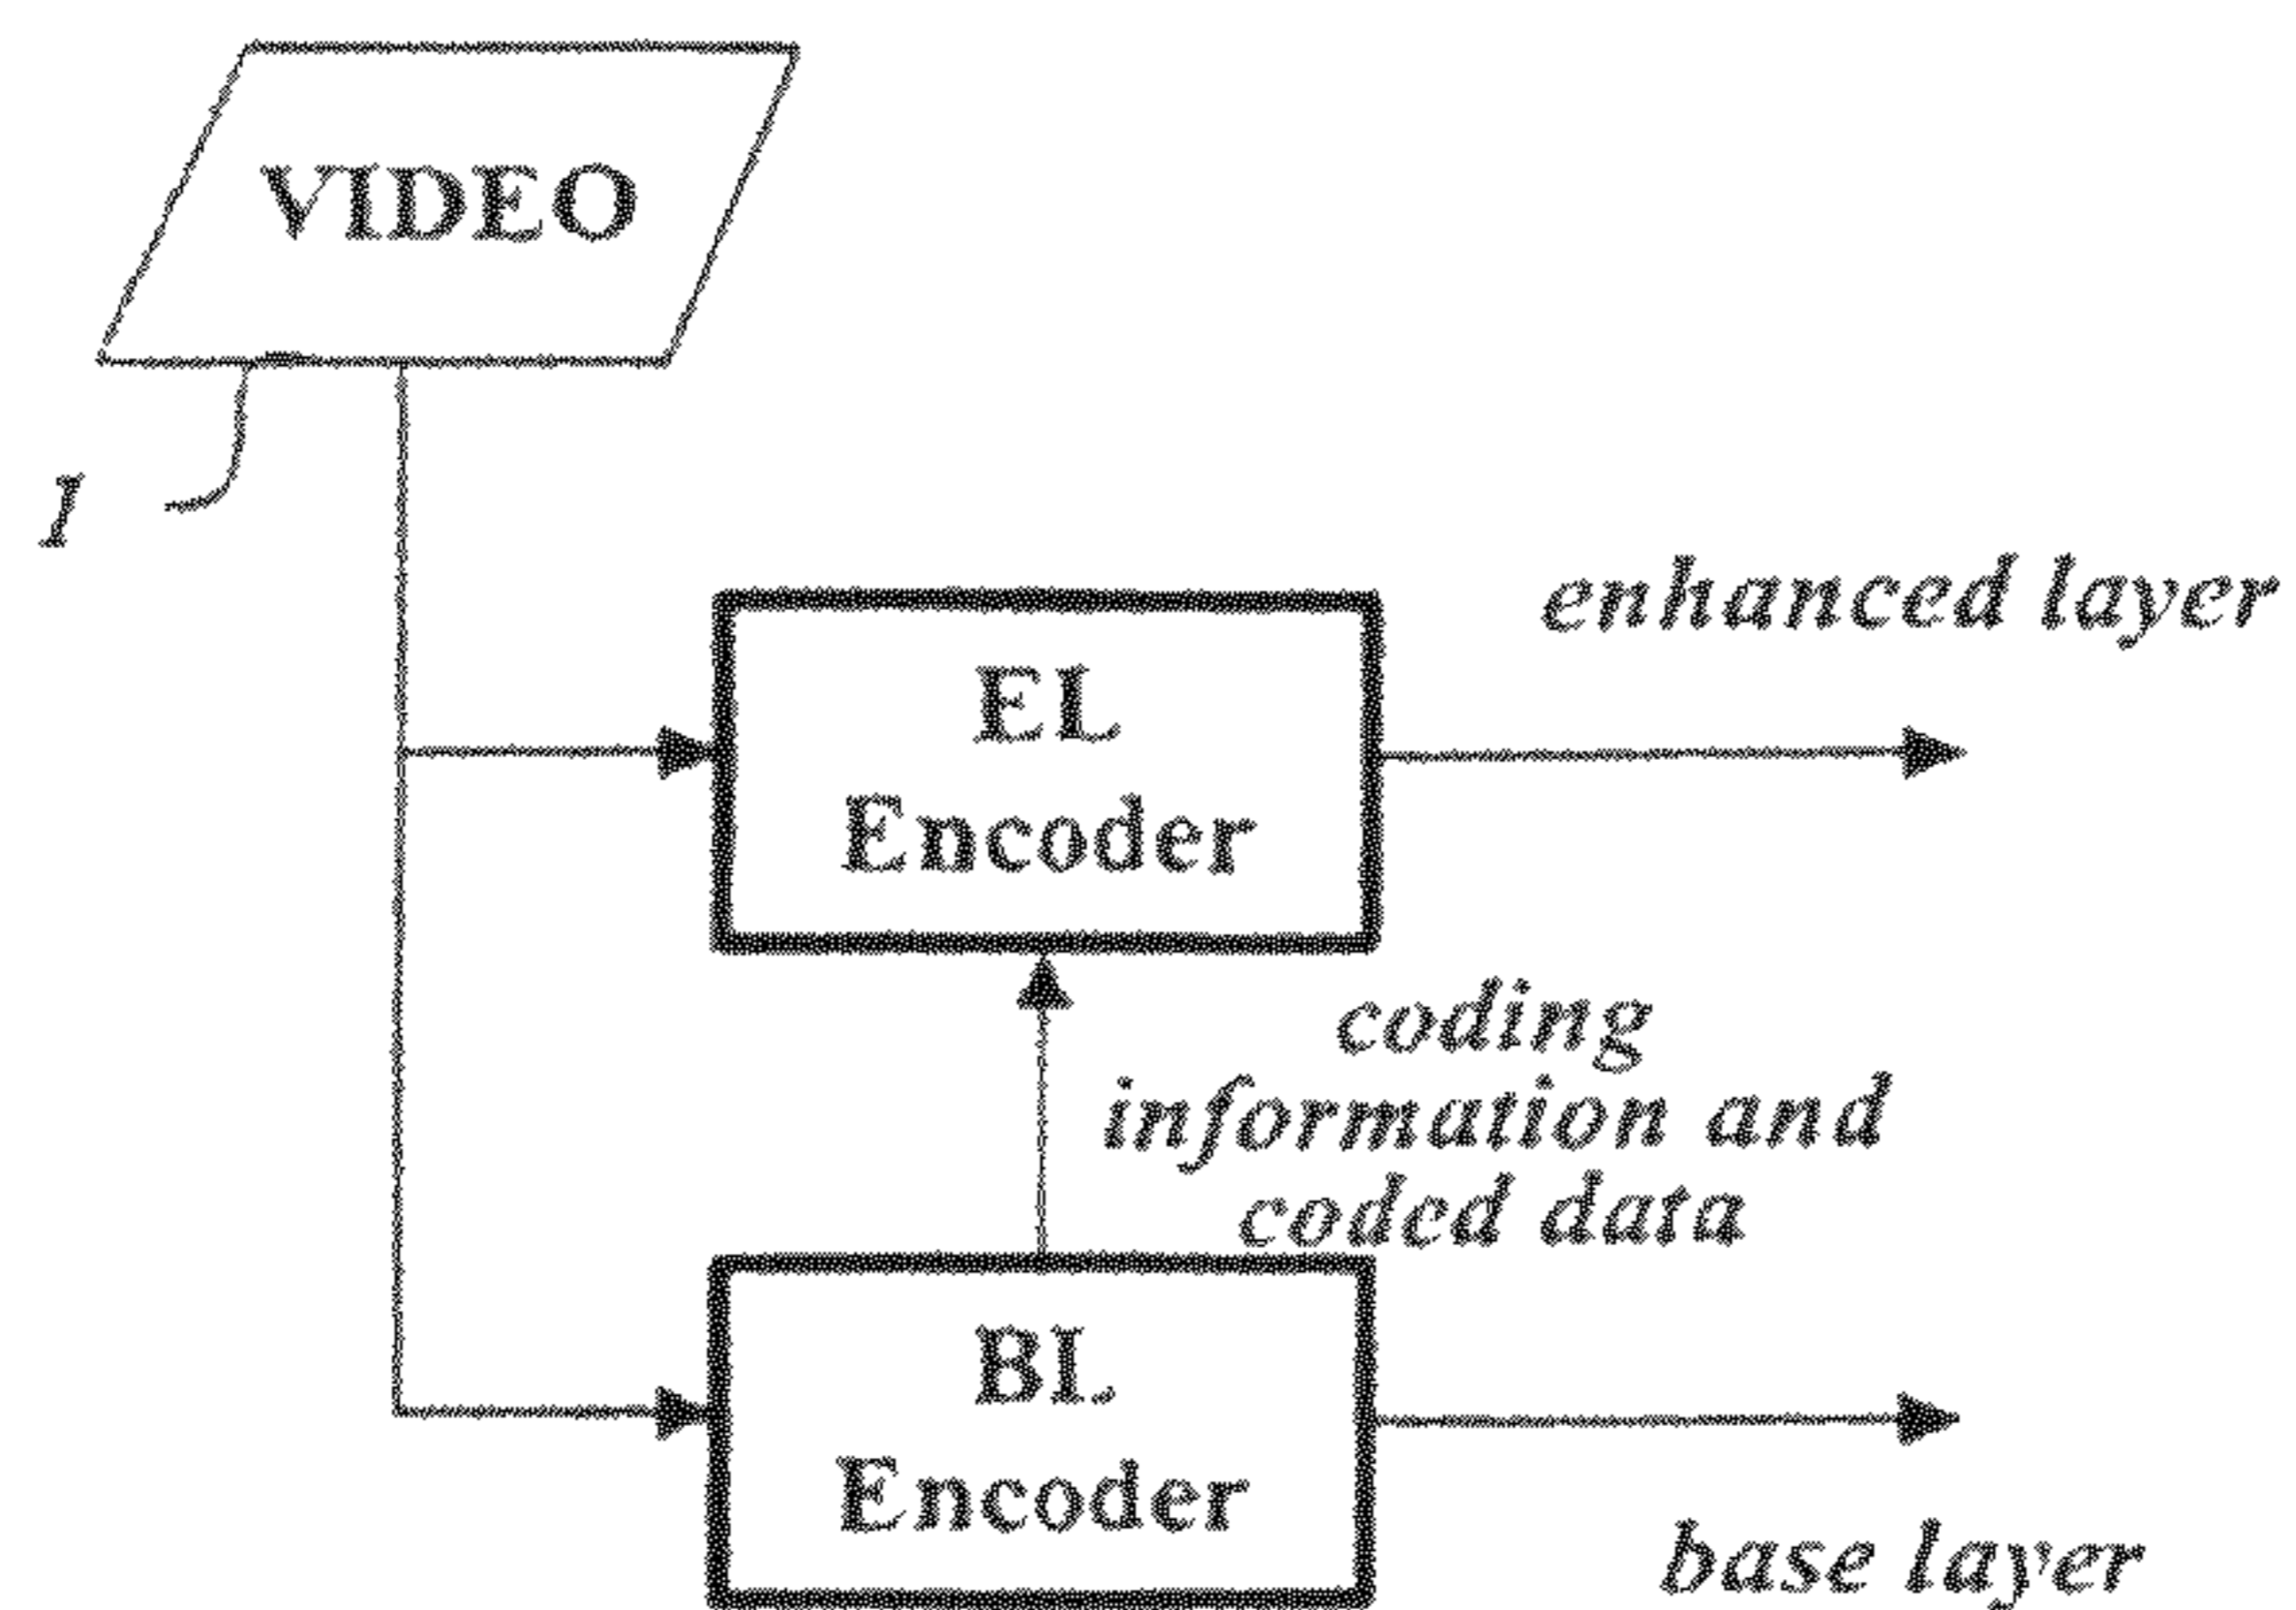 VIDEO
1
enhanced layer
EL
Encoder
coding
information and
coded data
BL
Encoder
base layer